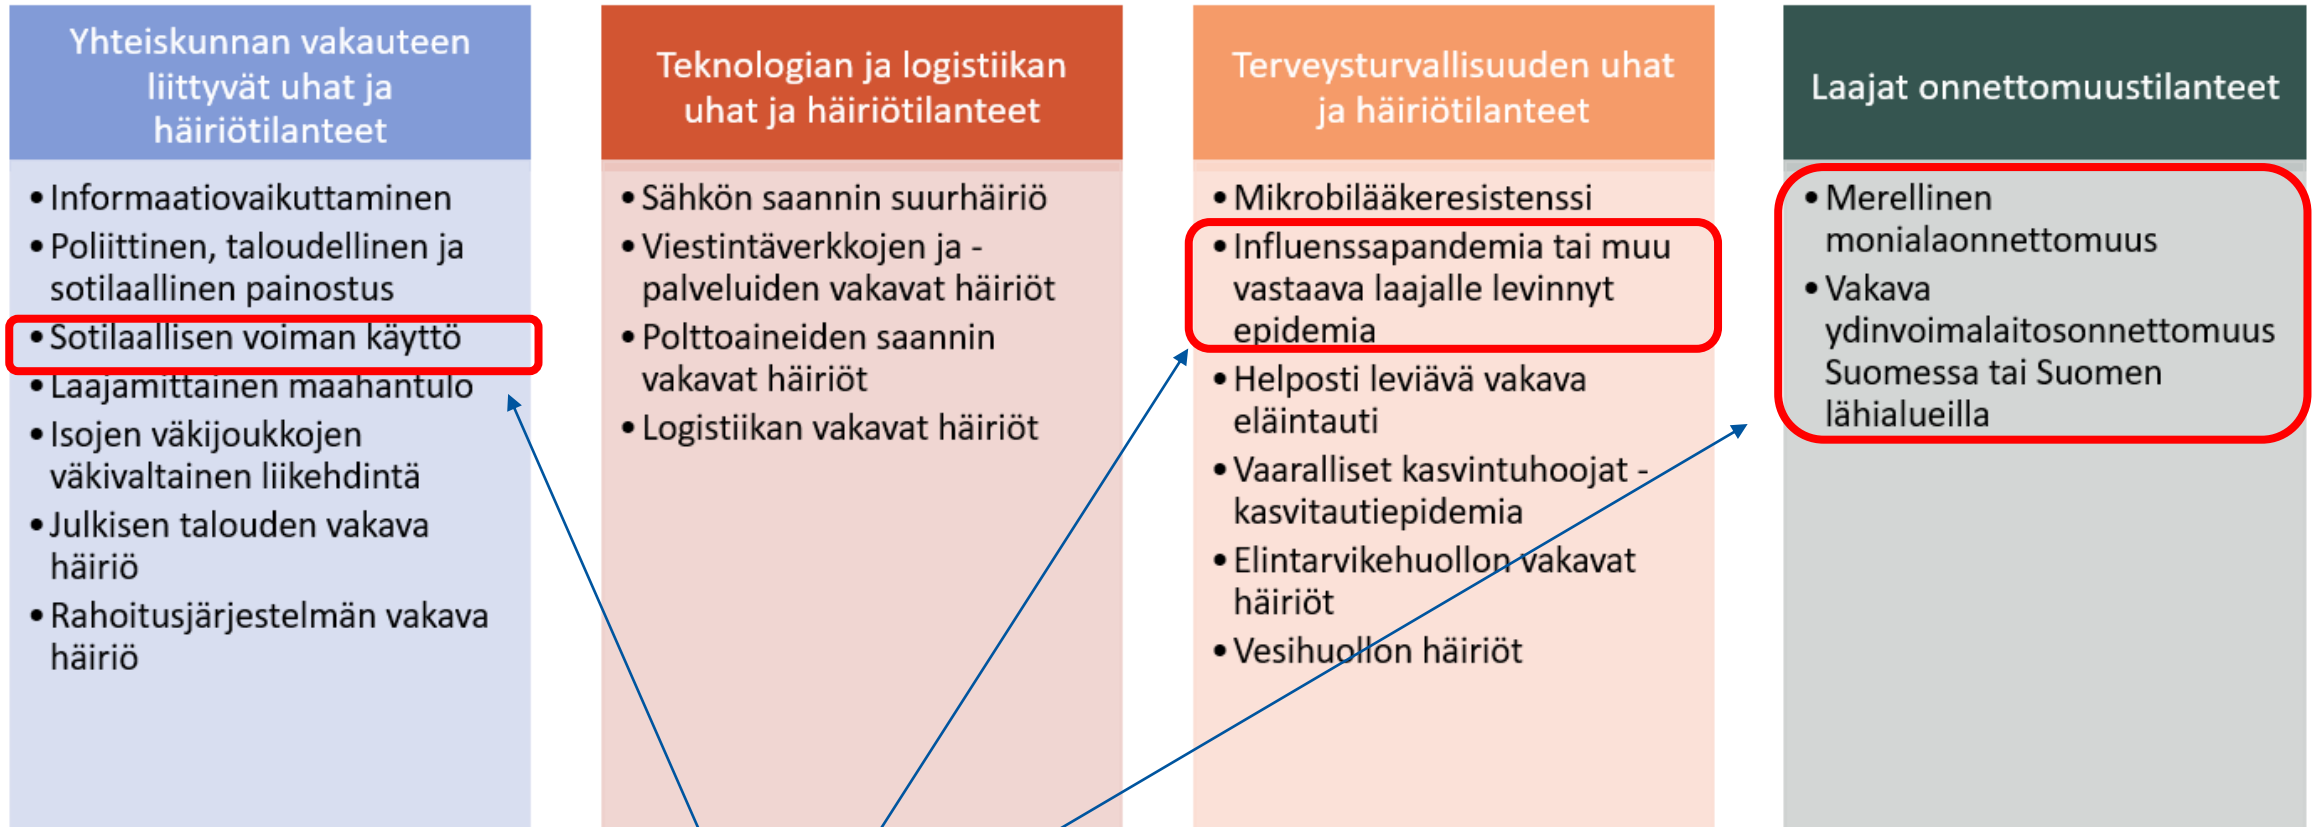 Yhteiskunnan vakauteen
liittyvät uhat ja
häiriötilanteet
• Informaatiovaikuttaminen
• Poliittinen, taloudellinen ja
sotilaallinen painostus
• Sotilaallisen voiman käyttö
• Laajamittainen maahantulo
• Isojen väkijoukkojen
väkivaltainen liikehdintä
• Julkisen talouden vakava
häiriö
• Rahoitusjärjestelmän vakava
häiriö
Teknologian ja logistiikan
uhat ja häiriötilanteet
• Sähkön saannin suurhäiriö
• Viestintäverkkojen ja -
palveluiden vakavat häiriöt
• Polttoaineiden saannin
vakavat häiriöt
• Logistiikan vakavat häiriöt
Terveysturvallisuuden uhat
ja häiriötilanteet
• Mikrobilääkeresistenssi
• Influenssapandemia tai muu
vastaava laajalle levinnyt
epidemia
• Helposti leviävä vakava
eläintauti
• Vaaralliset kasvintuhoojat -
kasvitautiepidemia
• Elintarvikehuollon vakavat
häiriöt
• Vesihuollon häiriöt
Laajat onnettomuustilanteet
• Merellinen
monialaonnettomuus
• Vakava
ydinvoimalaitosonnettomuus
Suomessa tai Suomen
lähialueilla